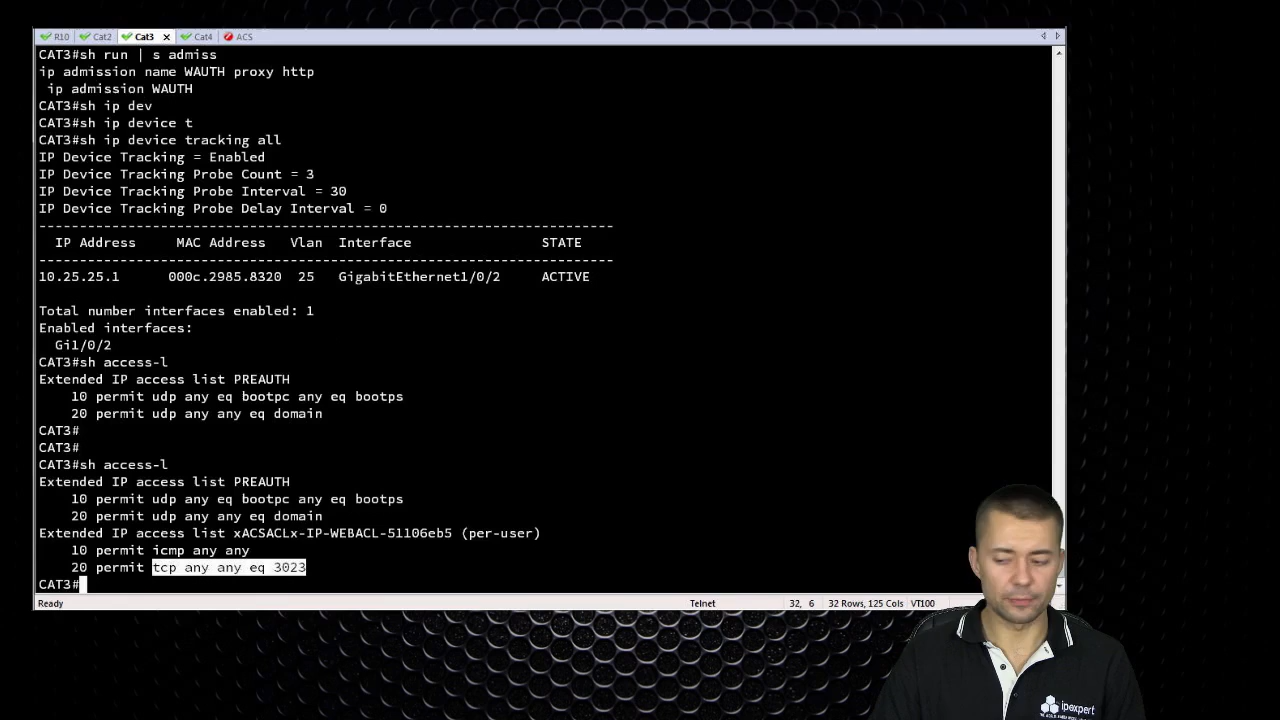 R10 Cat2 Cat3 Cat4 ACS
CAT3#sh run | s admiss
ip admission name WAUTH proxy http
ip admission WAUTH
CAT3#sh ip dev
CAT3#sh ip device t
CAT3#sh ip device tracking all
IP Device Tracking = Enabled
IP Device Tracking Probe Count = 3
IP Device Tracking Probe Interval = 30
IP Device Tracking Probe Delay Interval = 0
-----------------------------------------------------------------------
IP Address MAC Address Vlan Interface STATE
-----------------------------------------------------------------------
10.25.25.1 000c.2985.8320 25 GigabitEthernet1/0/2 ACTIVE
Total number interfaces enabled: 1
Enabled interfaces:
Gi1/0/2
CAT3#sh access-l
Extended IP access list PREAUTH
10 permit udp any eq bootpc any eq bootps
20 permit udp any any eq domain
CAT3#
CAT3#
CAT3#sh access-l
Extended IP access list PREAUTH
10 permit udp any eq bootpc any eq bootps
20 permit udp any any eq domain
Extended IP access list xACSACLx-IP-WEBACL-51106eb5 (per-user)
10 permit icmp any any
20 permit tcp any any eq 3023
CAT3#
Ready Telnet 32, 6 32 Rows, 125 Cols VT100
ipexpert